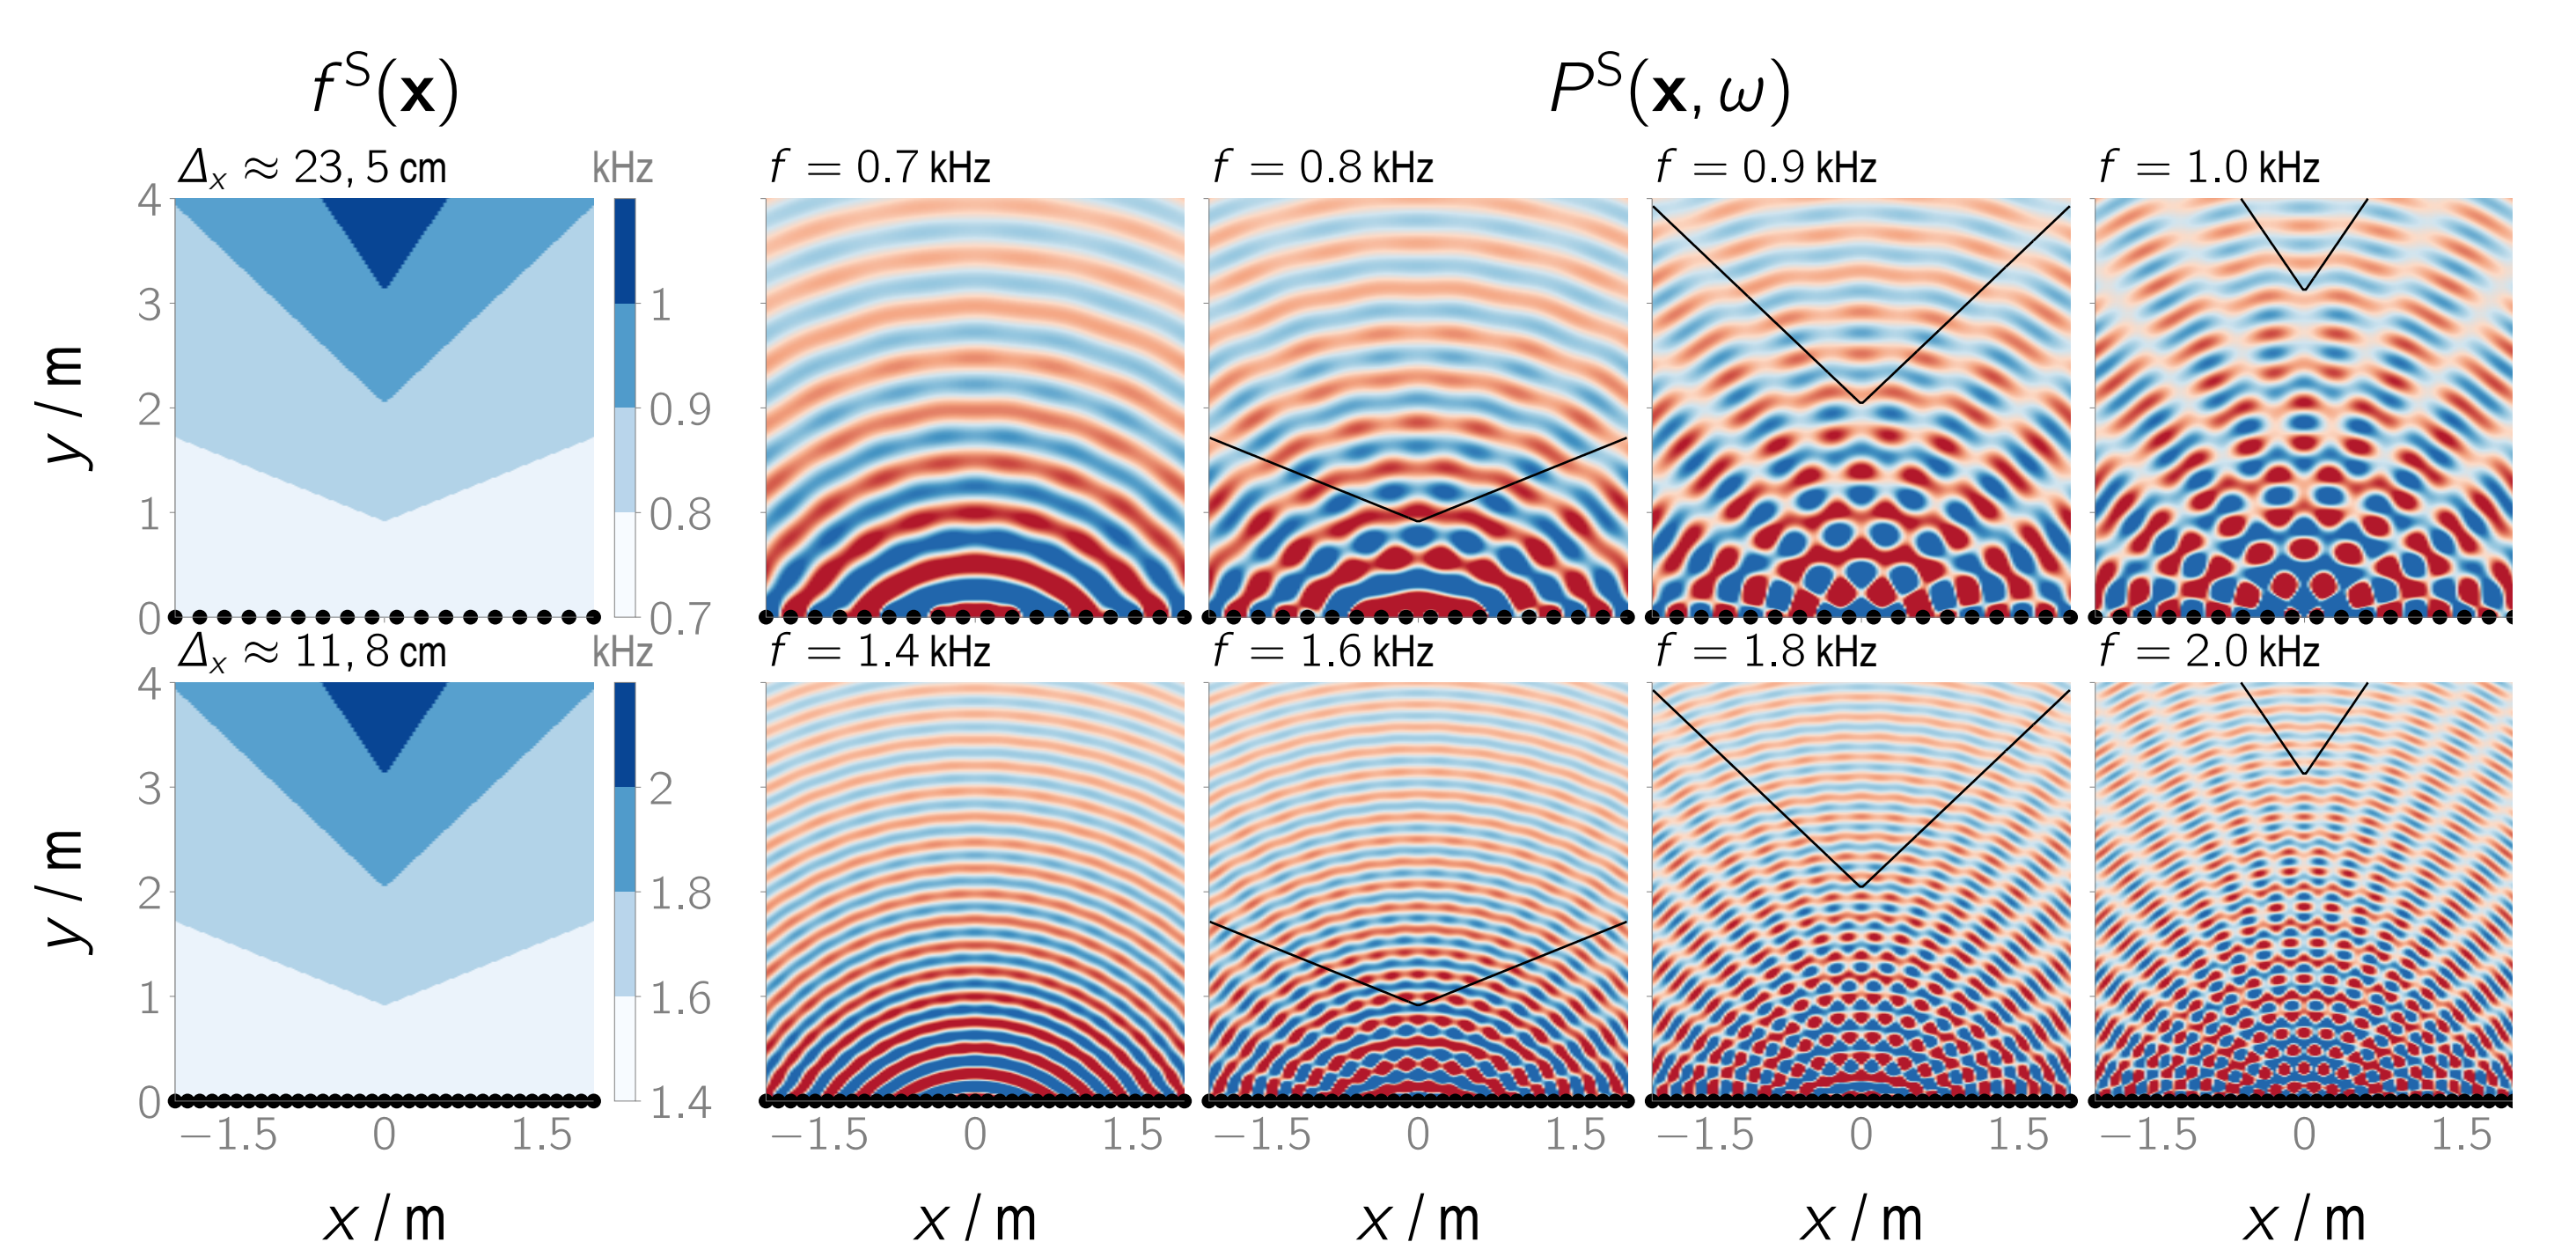 f^S(x)
P^S(x, ω)
Δ_x ≈ 23, 5 cm
kHz
f = 0.7 kHz
f = 0.8 kHz
f = 0.9 kHz
f = 1.0 kHz
4
3
2
1
0
y / m
1
0.9
0.8
0.7
Δ_x ≈ 11, 8 cm
kHz
f = 1.4 kHz
f = 1.6 kHz
f = 1.8 kHz
f = 2.0 kHz
4
3
2
1
0
y / m
2
1.8
1.6
1.4
−1.5 0 1.5
−1.5 0 1.5
−1.5 0 1.5
−1.5 0 1.5
−1.5 0 1.5
x / m
x / m
x / m
x / m
x / m